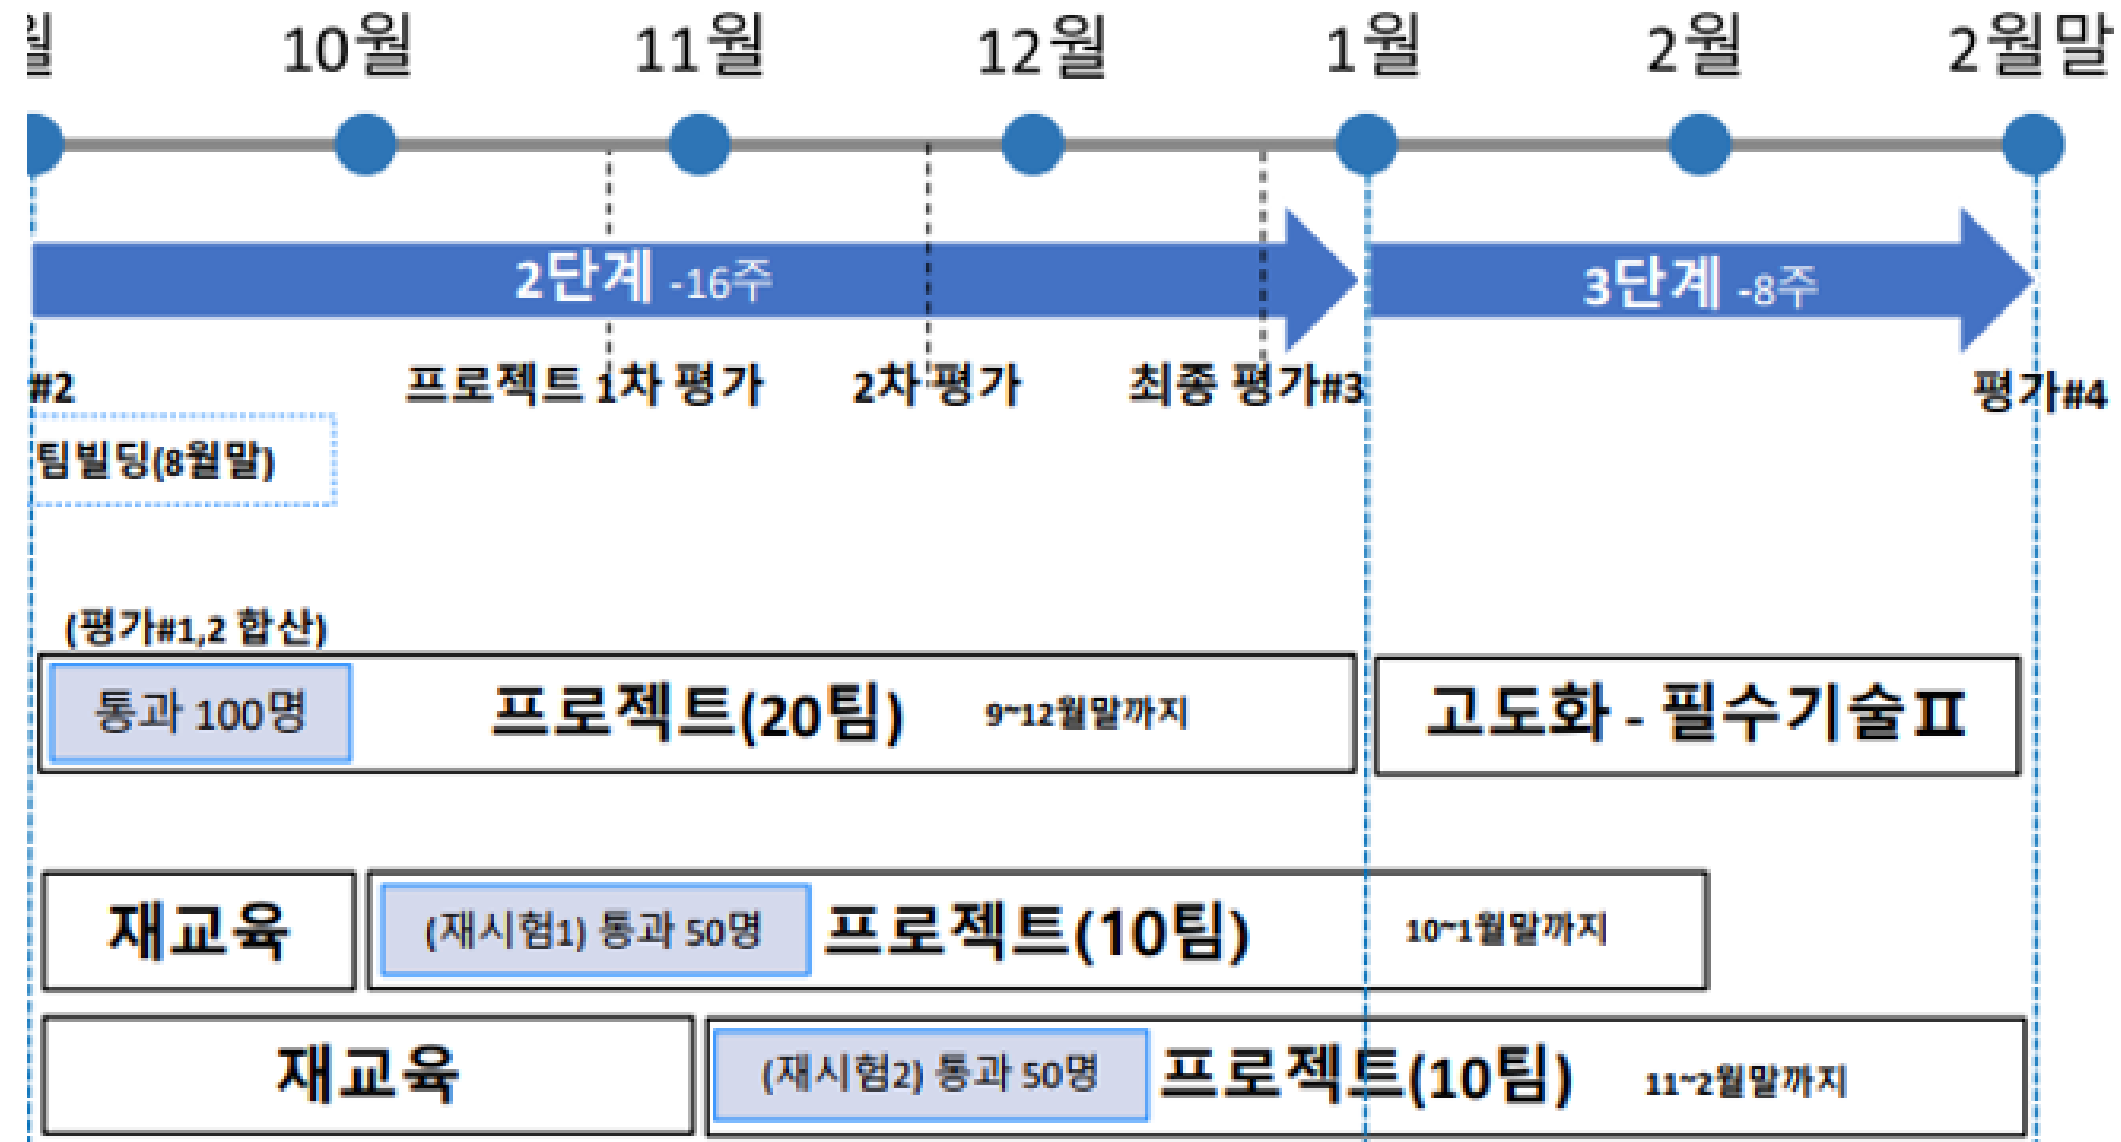 월 10월 11월 12월 1월 2월 2월말
2단계 -16주 3단계 -8주
#2 프로젝트 1차 평가 2차 평가 최종 평가#3 평가#4
팀빌딩(8월말)
(평가#1,2 합산)
통과 100명 프로젝트(20팀) 9~12월말까지 고도화 - 필수기술Ⅱ
재교육 (재시험1) 통과 50명 프로젝트(10팀) 10~1월말까지
재교육 (재시험2) 통과 50명 프로젝트(10팀) 11~2월말까지